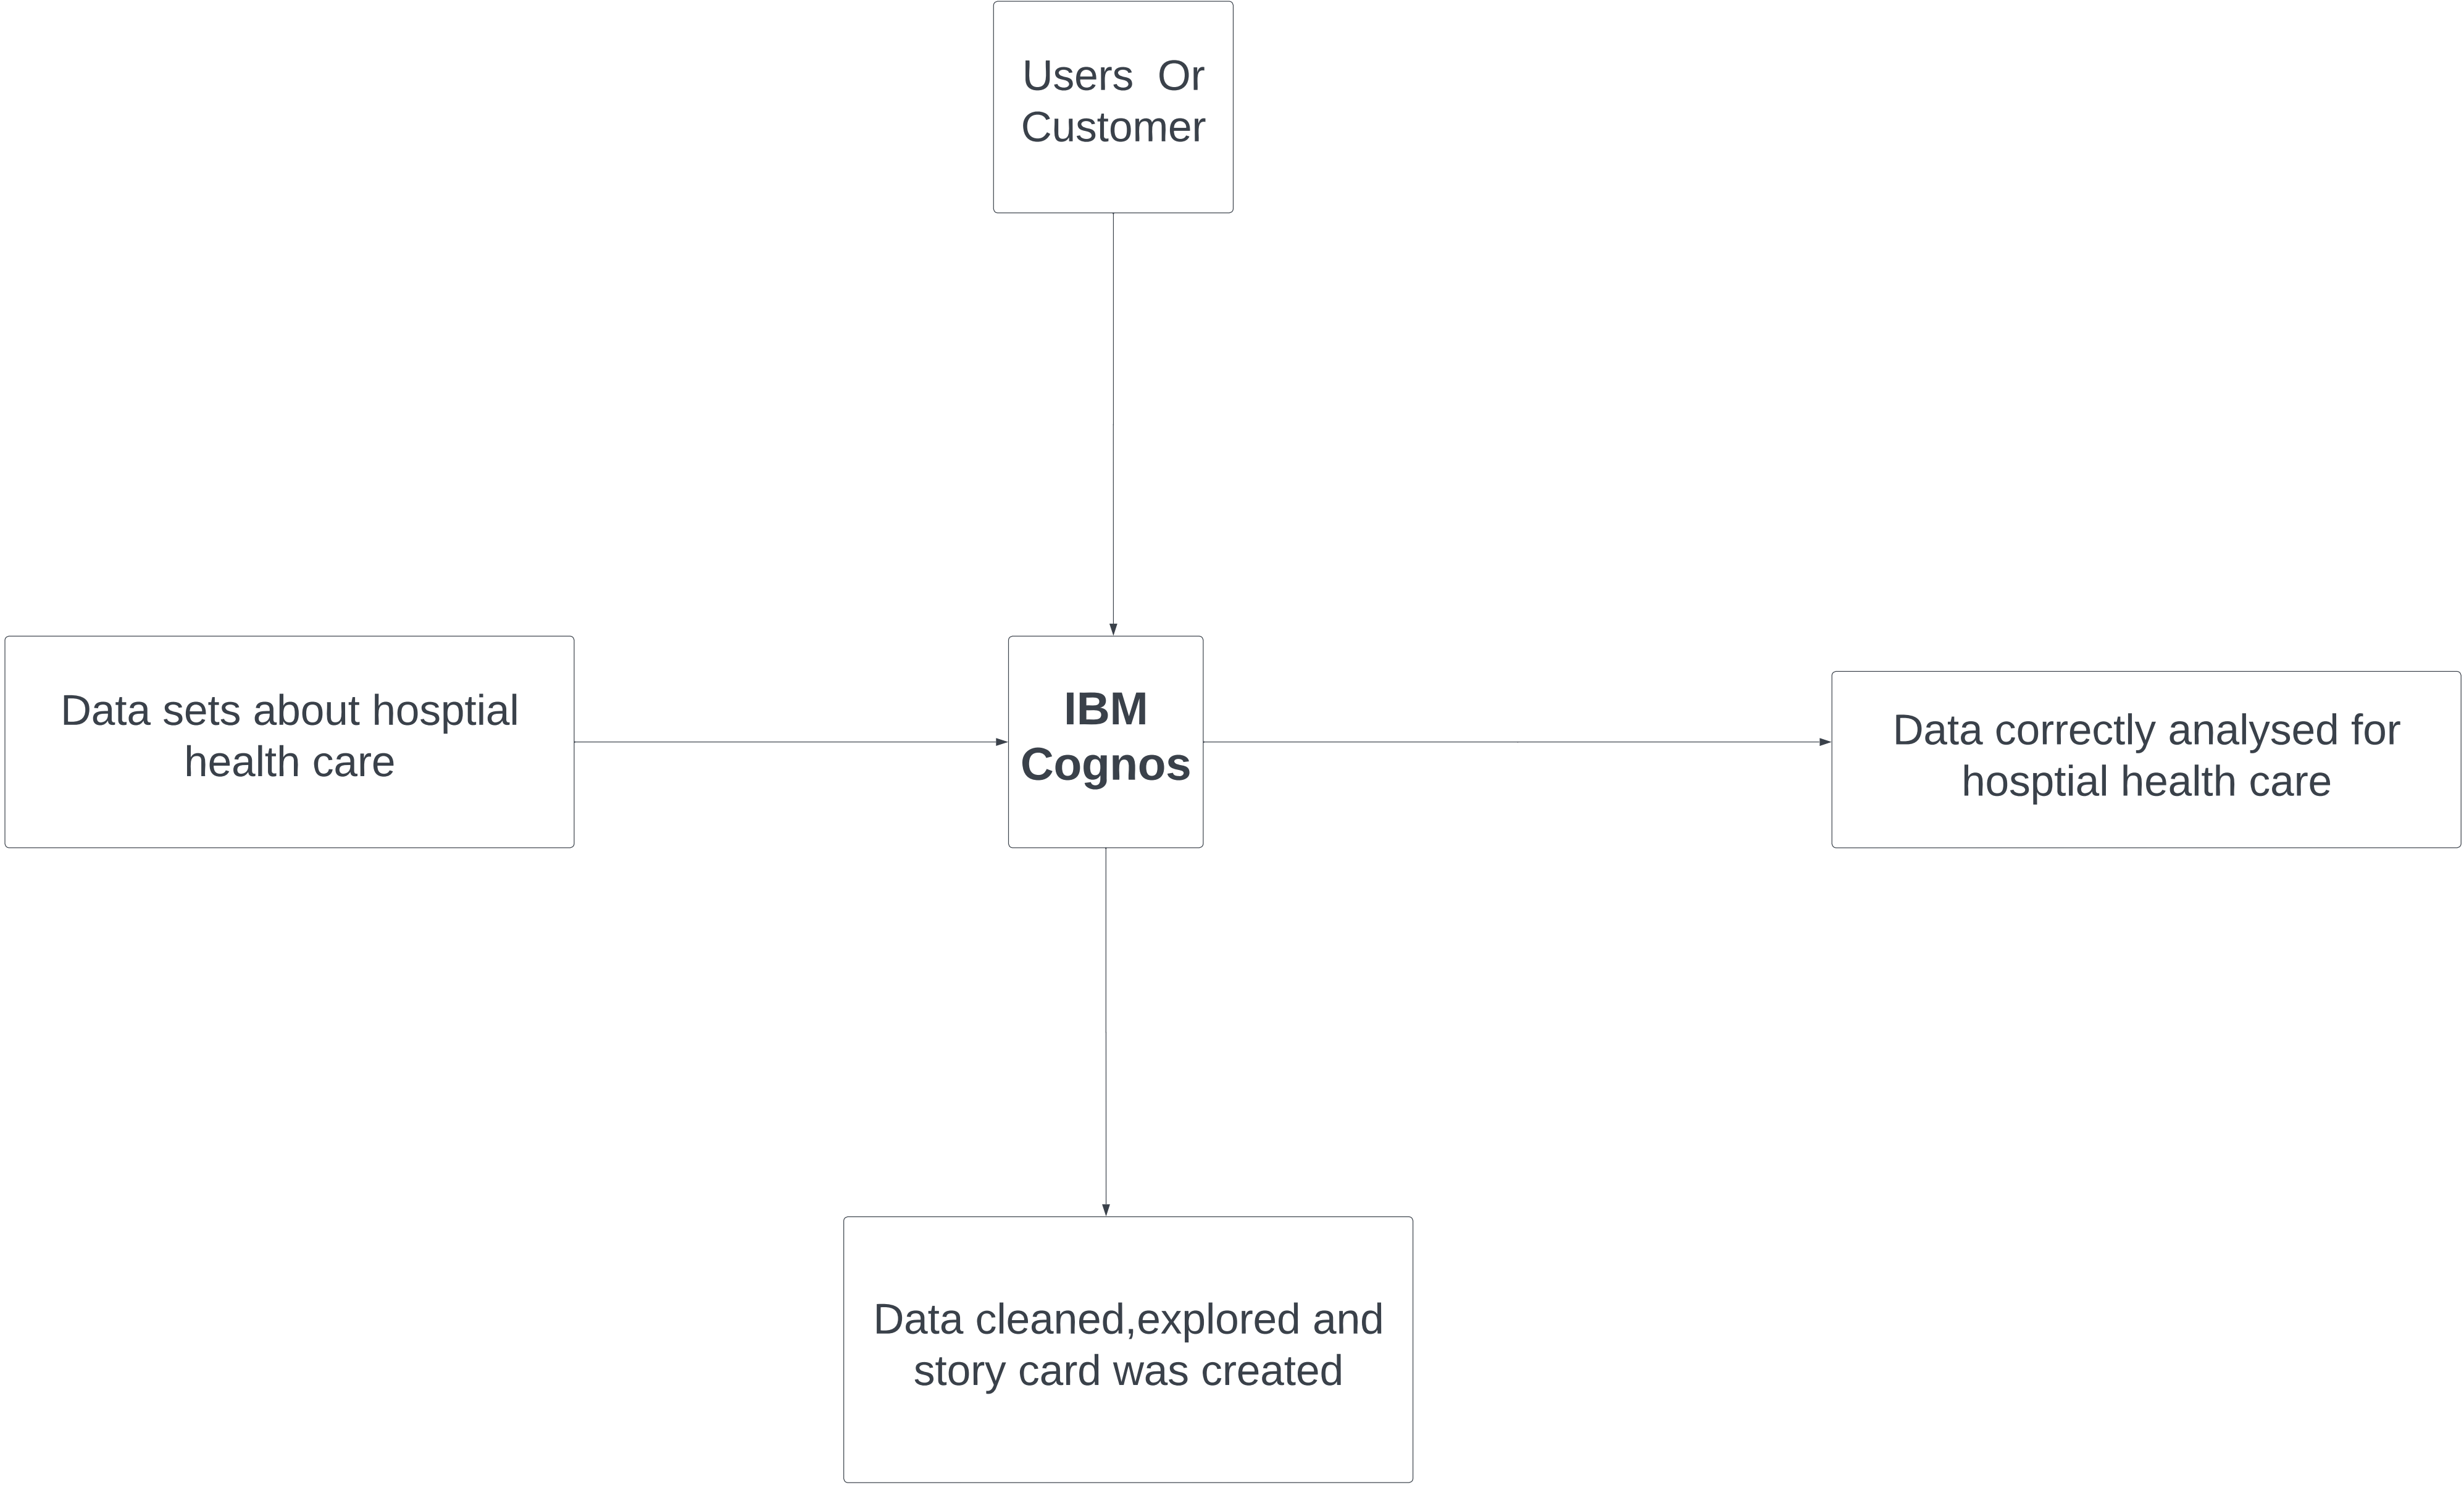 Users Or
Customer
Data sets about hosptial
health care
IBM
Cognos
Data correctly analysed for
hosptial health care
Data cleaned,explored and
story card was created